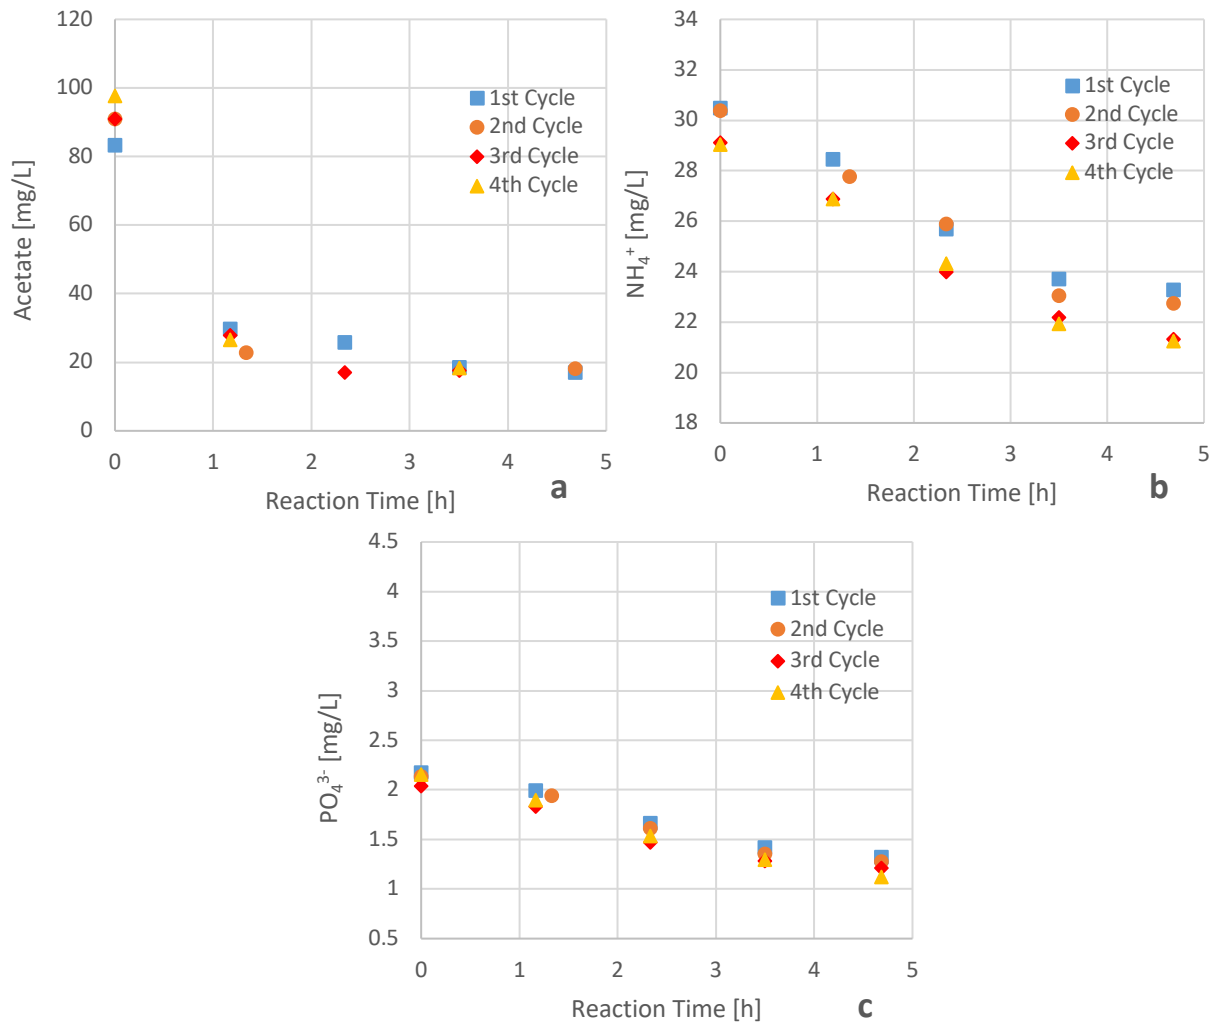 120
100
80
60
40
20
0
Acetate [mg/L]
1st Cycle
2nd Cycle
3rd Cycle
4th Cycle
0 1 2 3 4 5
Reaction Time [h]
a
34
32
30
28
26
24
22
20
18
NH₄⁺ [mg/L]
1st Cycle
2nd Cycle
3rd Cycle
4th Cycle
0 1 2 3 4 5
Reaction Time [h]
b
4.5
4
3.5
3
2.5
2
1.5
1
0.5
PO₄³⁻ [mg/L]
1st Cycle
2nd Cycle
3rd Cycle
4th Cycle
0 1 2 3 4 5
Reaction Time [h]
c